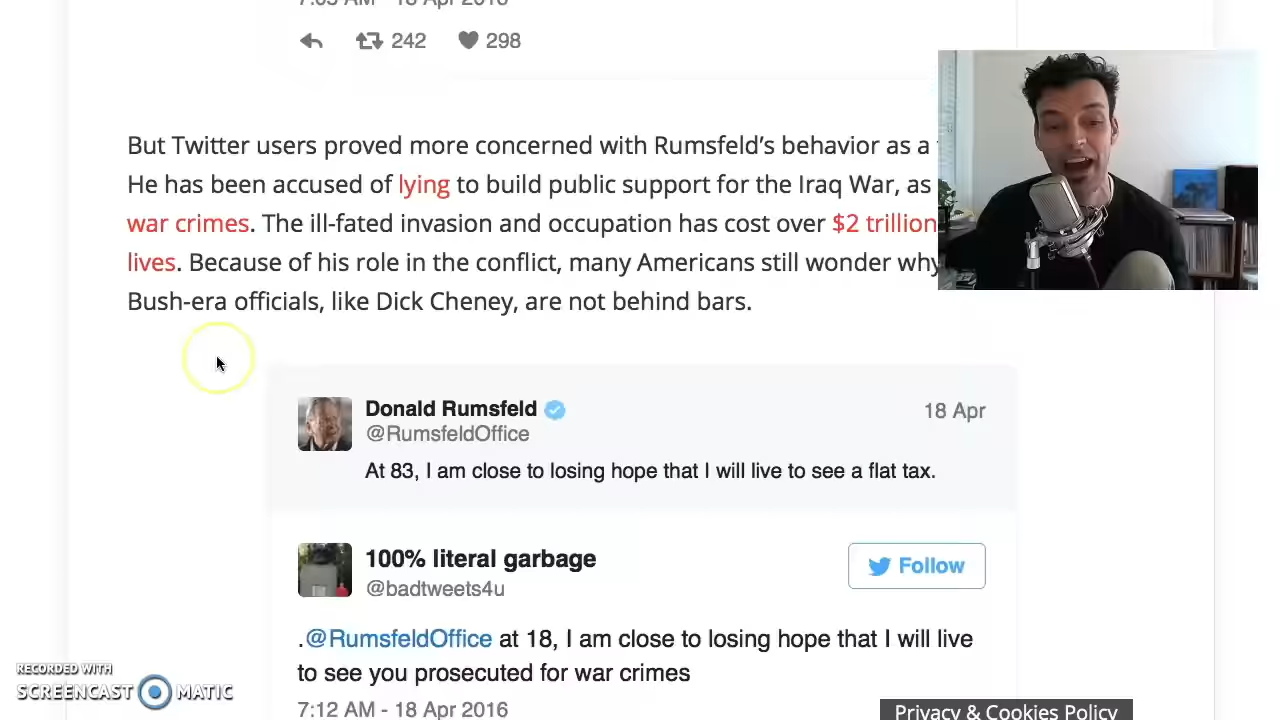 7:03 AM - 18 Apr 2016
242 298
But Twitter users proved more concerned with Rumsfeld's behavior as a
He has been accused of lying to build public support for the Iraq War, as
war crimes. The ill-fated invasion and occupation has cost over $2 trillion
lives. Because of his role in the conflict, many Americans still wonder why
Bush-era officials, like Dick Cheney, are not behind bars.
Donald Rumsfeld
18 Apr
@RumsfeldOffice
At 83, I am close to losing hope that I will live to see a flat tax.
100% literal garbage
Follow
@badtweets4u
.@RumsfeldOffice at 18, I am close to losing hope that I will live
to see you prosecuted for war crimes
7:12 AM - 18 Apr 2016
RECORDED WITH
SCREENCAST MATIC
Privacy & Cookies Policy